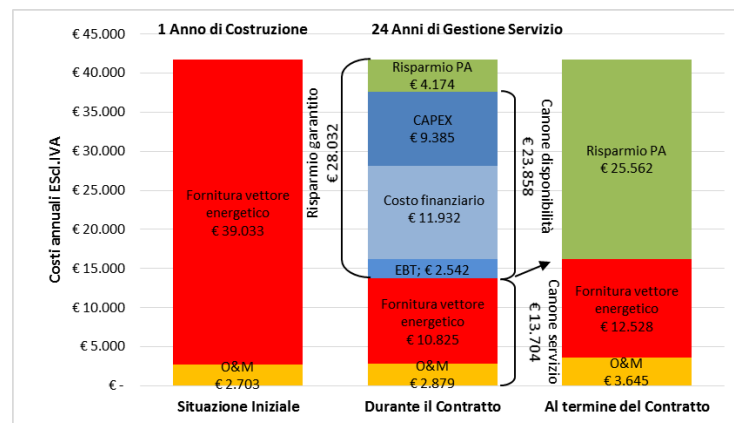 1 Anno di Costruzione
24 Anni di Gestione Servizio
Costi annuali EScl.IVA
€ 45.000
€ 40.000
€ 35.000
€ 30.000
€ 25.000
€ 20.000
€ 15.000
€ 10.000
€ 5.000
€ -
Fornitura vettore
energetico
€ 39.033
O&M
€ 2.703
Risparmio garantito
€ 28.032
Risparmio PA
€ 4.174
CAPEX
€ 9.385
Costo finanziario
€ 11.932
EBT; € 2.542
Fornitura vettore
energetico
€ 10.825
O&M
€ 2.879
Canone disponibilità
€ 23.858
Canone servizio
€ 13.704
Risparmio PA
€ 25.562
Fornitura vettore
energetico
€ 12.528
O&M
€ 3.645
Situazione Iniziale
Durante il Contratto
Al termine del Contratto